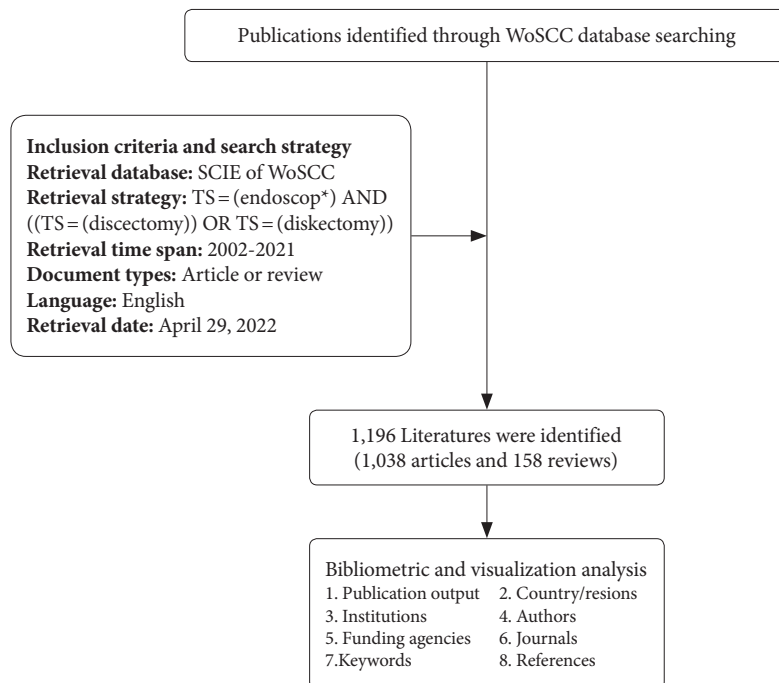 Publications identified through WoSCC database searching
Inclusion criteria and search strategy
Retrieval database: SCIE of WoSCC
Retrieval strategy: TS = (endoscop*) AND
((TS = (discectomy)) OR TS = (diskectomy))
Retrieval time span: 2002-2021
Document types: Article or review
Language: English
Retrieval date: April 29, 2022
1,196 Literatures were identified
(1,038 articles and 158 reviews)
Bibliometric and visualization analysis
1. Publication output 2. Country/resions
3. Institutions 4. Authors
5. Funding agencies 6. Journals
7.Keywords 8. References